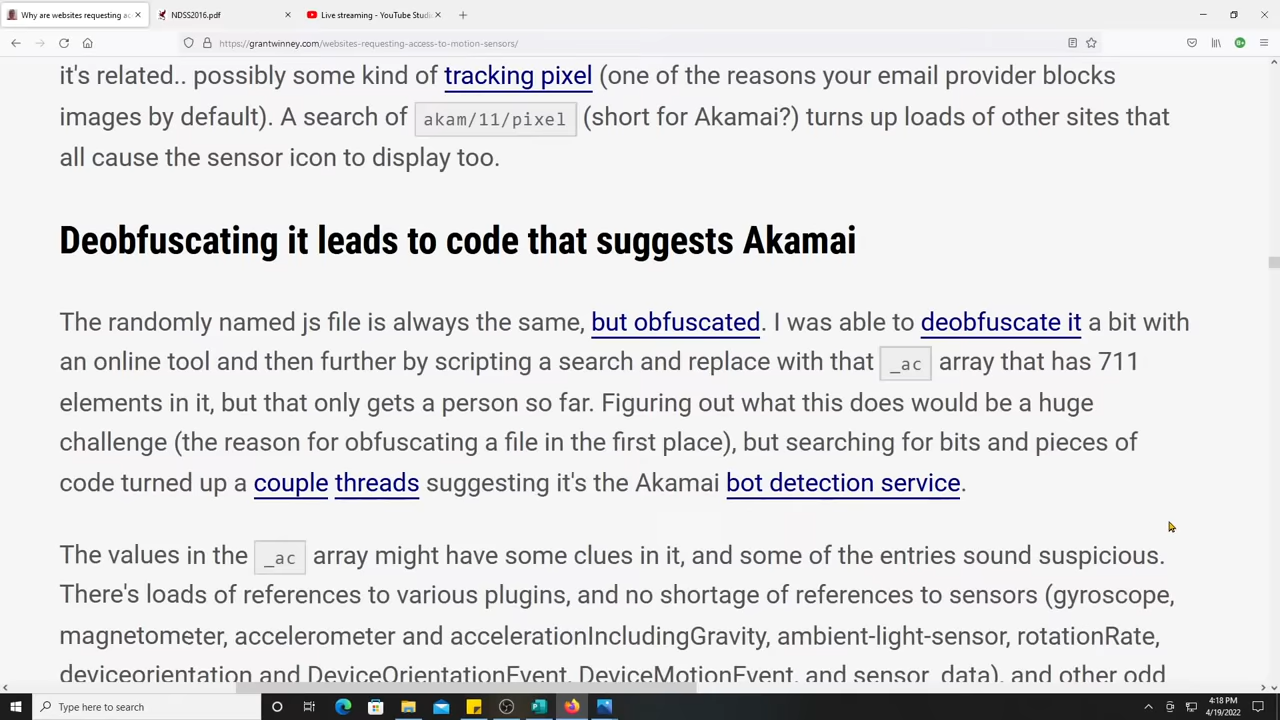 Why are websites requesting ac
NDSS2016.pdf
Live streaming - YouTube Studi
https://grantwinney.com/websites-requesting-access-to-motion-sensors/
it's related.. possibly some kind of tracking pixel (one of the reasons your email provider blocks
images by default). A search of akam/11/pixel (short for Akamai?) turns up loads of other sites that
all cause the sensor icon to display too.
Deobfuscating it leads to code that suggests Akamai
The randomly named js file is always the same, but obfuscated. I was able to deobfuscate it a bit with
an online tool and then further by scripting a search and replace with that _ac array that has 711
elements in it, but that only gets a person so far. Figuring out what this does would be a huge
challenge (the reason for obfuscating a file in the first place), but searching for bits and pieces of
code turned up a couple threads suggesting it's the Akamai bot detection service.
The values in the _ac array might have some clues in it, and some of the entries sound suspicious.
There's loads of references to various plugins, and no shortage of references to sensors (gyroscope,
magnetometer, accelerometer and accelerationIncludingGravity, ambient-light-sensor, rotationRate,
deviceorientation and DeviceOrientationEvent, DeviceMotionEvent, and sensor_data), and other odd
Type here to search
4:18 PM
4/19/2022